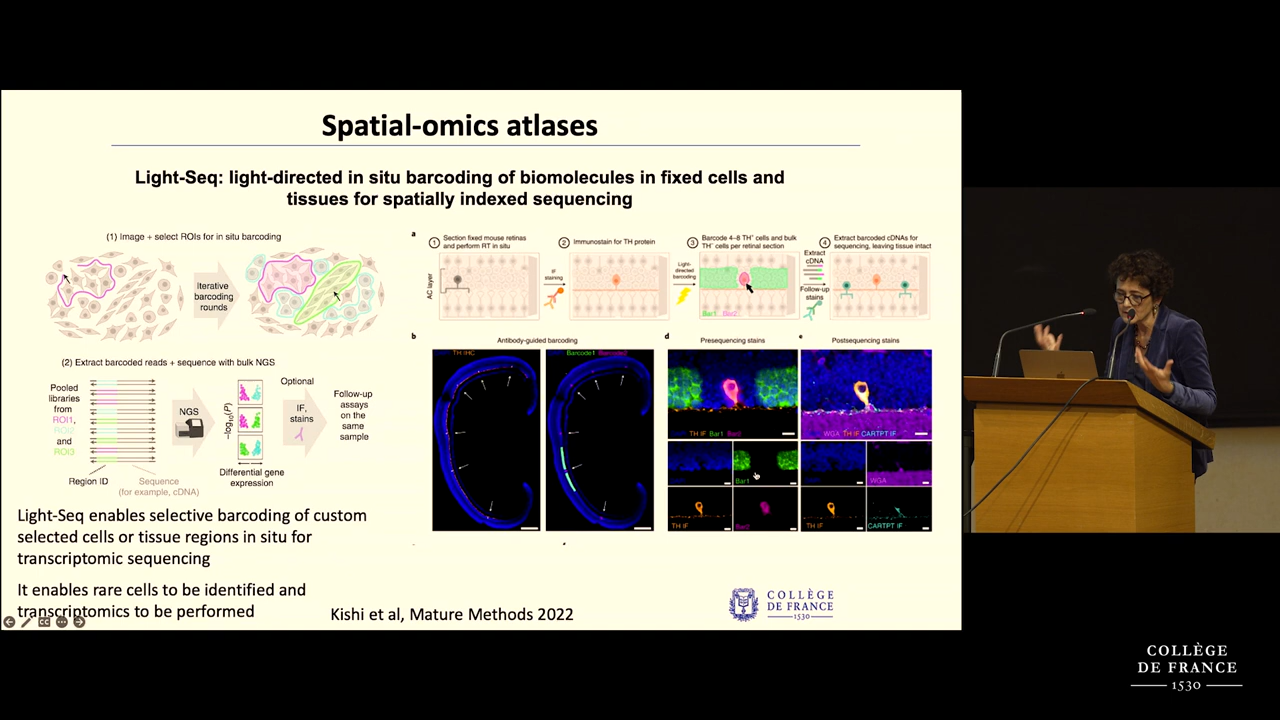 Spatial-omics atlases
Light-Seq: light-directed in situ barcoding of biomolecules in fixed cells and
tissues for spatially indexed sequencing
(1) Image + select ROIs for in situ barcoding
Iterative
barcoding
rounds
(2) Extract barcoded reads + sequence with bulk NGS
Pooled
libraries
from
ROI1,
ROI2
and
ROI3
Region ID
Sequence
(for example, cDNA)
NGS
–log10(P)
Differential gene
expression
Optional
IF,
stains
Follow-up
assays
on the
same
sample
a
1 Section fixed mouse retinas
and perform RT in situ
AC layer
IF
staining
2 Immunostain for TH protein
Light-
directed
barcoding
3 Barcode 4–8 TH+ cells and bulk
TH– cells per retinal section
Bar1 Bar2
Extract
cDNA
Follow-up
stains
4 Extract barcoded cDNAs for
sequencing, leaving tissue intact
b
Antibody-guided barcoding
TH IHC
Barcode1 Barcode2
d
Presequencing stains
TH IF Bar1
Bar1
TH IF
Bar2
e
Postsequencing stains
WGA TH IF CARTPT IF
WGA
TH IF
CARTPT IF
Light-Seq enables selective barcoding of custom
selected cells or tissue regions in situ for
transcriptomic sequencing
It enables rare cells to be identified and
transcriptomics to be performed
Kishi et al, Mature Methods 2022
COLLÈGE
DE FRANCE
1530
COLLÈGE
DE FRANCE
1530